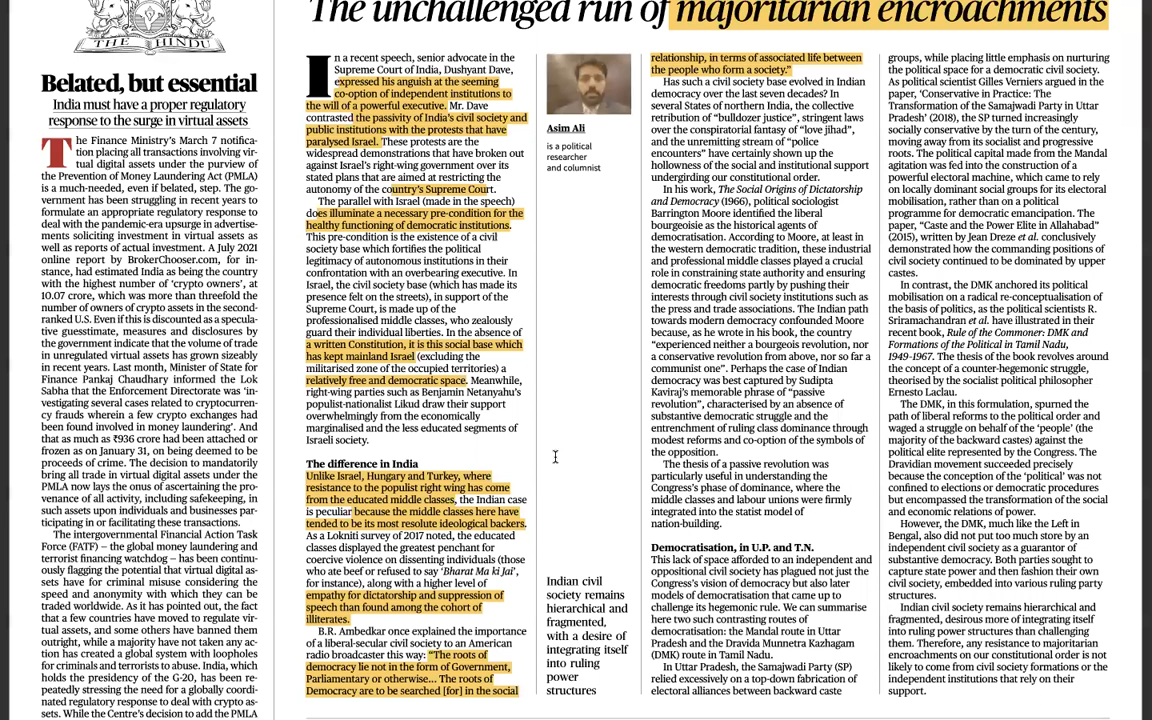 THE HINDU
Belated, but essential
India must have a proper regulatory
response to the surge in virtual assets
The Finance Ministry's March 7 notifica-
tion placing all transactions involving vir-
tual digital assets under the purview of
the Prevention of Money Laundering Act (PMLA)
is a much-needed, even if belated, step. The go-
vernment has been struggling in recent years to
formulate an appropriate regulatory response to
deal with the pandemic-era upsurge in advertise-
ments soliciting investment in virtual assets as
well as reports of actual investment. A July 2021
online report by BrokerChooser.com, for in-
stance, had estimated India as being the country
with the highest number of 'crypto owners', at
10.07 crore, which was more than threefold the
number of owners of crypto assets in the second-
ranked U.S. Even if this is discounted as a specula-
tive guesstimate, measures and disclosures by
the government indicate that the volume of trade
in unregulated virtual assets has grown sizeably
in recent years. Last month, Minister of State for
Finance Pankaj Chaudhary informed the Lok
Sabha that the Enforcement Directorate was 'in-
vestigating several cases related to cryptocurren-
cy frauds wherein a few crypto exchanges had
been found involved in money laundering'. And
that as much as ₹936 crore had been attached or
frozen as on January 31, on being deemed to be
proceeds of crime. The decision to mandatorily
bring all trade in virtual digital assets under the
PMLA now lays the onus of ascertaining the pro-
venance of all activity, including safekeeping, in
such assets upon individuals and businesses par-
ticipating in or facilitating these transactions.
The intergovernmental Financial Action Task
Force (FATF) – the global money laundering and
terrorist financing watchdog – has been continu-
ously flagging the potential that virtual digital as-
sets have for criminal misuse considering the
speed and anonymity with which they can be
traded worldwide. As it has pointed out, the fact
that a few countries have moved to regulate vir-
tual assets, and some others have banned them
outright, while a majority have not taken any ac-
tion has created a global system with loopholes
for criminals and terrorists to abuse. India, which
holds the presidency of the G-20, has been re-
peatedly stressing the need for a globally coordi-
nated regulatory response to deal with crypto as-
sets. While the Centre's decision to add the PMLA
The unchallenged run of majoritarian encroachments
In a recent speech, senior advocate in the
Supreme Court of India, Dushyant Dave,
expressed his anguish at the seeming
co-option of independent institutions to
the will of a powerful executive. Mr. Dave
contrasted the passivity of India's civil society and
public institutions with the protests that have
paralysed Israel. These protests are the
widespread demonstrations that have broken out
against Israel's right-wing government over its
stated plans that are aimed at restricting the
autonomy of the country's Supreme Court.
The parallel with Israel (made in the speech)
does illuminate a necessary pre-condition for the
healthy functioning of democratic institutions.
This pre-condition is the existence of a civil
society base which fortifies the political
legitimacy of autonomous institutions in their
confrontation with an overbearing executive. In
Israel, the civil society base (which has made its
presence felt on the streets), in support of the
Supreme Court, is made up of the
professionalised middle classes, who zealously
guard their individual liberties. In the absence of
a written Constitution, it is this social base which
has kept mainland Israel (excluding the
militarised zone of the occupied territories) a
relatively free and democratic space. Meanwhile,
right-wing parties such as Benjamin Netanyahu's
populist-nationalist Likud draw their support
overwhelmingly from the economically
marginalised and the less educated segments of
Israeli society.
The difference in India
Unlike Israel, Hungary and Turkey, where
resistance to the populist right wing has come
from the educated middle classes, the Indian case
is peculiar because the middle classes here have
tended to be its most resolute ideological backers.
As a Lokniti survey of 2017 noted, the educated
classes displayed the greatest penchant for
coercive violence on dissenting individuals (those
who ate beef or refused to say 'Bharat Ma ki Jai',
for instance), along with a higher level of
empathy for dictatorship and suppression of
speech than found among the cohort of
illiterates.
B.R. Ambedkar once explained the importance
of a liberal-secular civil society to an American
radio broadcaster this way: "The roots of
democracy lie not in the form of Government,
Parliamentary or otherwise... The roots of
Democracy are to be searched [for] in the social
Asim Ali
is a political
researcher
and columnist
Indian civil
society remains
hierarchical and
fragmented,
with a desire of
integrating itself
into ruling
power
structures
relationship, in terms of associated life between
the people who form a society."
Has such a civil society base evolved in Indian
democracy over the last seven decades? In
several States of northern India, the collective
retribution of "bulldozer justice", stringent laws
over the conspiratorial fantasy of "love jihad",
and the unremitting stream of "police
encounters" have certainly shown up the
hollowness of the social and institutional support
undergirding our constitutional order.
In his work, The Social Origins of Dictatorship
and Democracy (1966), political sociologist
Barrington Moore identified the liberal
bourgeoisie as the historical agents of
democratisation. According to Moore, at least in
the western democratic tradition, these industrial
and professional middle classes played a crucial
role in constraining state authority and ensuring
democratic freedoms partly by pushing their
interests through civil society institutions such as
the press and trade associations. The Indian path
towards modern democracy confounded Moore
because, as he wrote in his book, the country
"experienced neither a bourgeois revolution, nor
a conservative revolution from above, nor so far a
communist one". Perhaps the case of Indian
democracy was best captured by Sudipta
Kaviraj's memorable phrase of "passive
revolution", characterised by an absence of
substantive democratic struggle and the
entrenchment of ruling class dominance through
modest reforms and co-option of the symbols of
the opposition.
The thesis of a passive revolution was
particularly useful in understanding the
Congress's phase of dominance, where the
middle classes and labour unions were firmly
integrated into the statist model of
nation-building.
Democratisation, in U.P. and T.N.
This lack of space afforded to an independent and
oppositional civil society has plagued not just the
Congress's vision of democracy but also later
models of democratisation that came up to
challenge its hegemonic rule. We can summarise
here two such contrasting routes of
democratisation: the Mandal route in Uttar
Pradesh and the Dravida Munnetra Kazhagam
(DMK) route in Tamil Nadu.
In Uttar Pradesh, the Samajwadi Party (SP)
relied excessively on a top-down fabrication of
electoral alliances between backward caste
groups, while placing little emphasis on nurturing
the political space for a democratic civil society.
As political scientist Gilles Verniers argued in the
paper, 'Conservative in Practice: The
Transformation of the Samajwadi Party in Uttar
Pradesh' (2018), the SP turned increasingly
socially conservative by the turn of the century,
moving away from its socialist and progressive
roots. The political capital made from the Mandal
agitation was fed into the construction of a
powerful electoral machine, which came to rely
on locally dominant social groups for its electoral
mobilisation, rather than on a political
programme for democratic emancipation. The
paper, "Caste and the Power Elite in Allahabad"
(2015), written by Jean Dreze et al. conclusively
demonstrated how the commanding positions of
civil society continued to be dominated by upper
castes.
In contrast, the DMK anchored its political
mobilisation on a radical re-conceptualisation of
the basis of politics, as the political scientists R.
Sriramachandran et al. have illustrated in their
recent book, Rule of the Commoner: DMK and
Formations of the Political in Tamil Nadu,
1949-1967. The thesis of the book revolves around
the concept of a counter-hegemonic struggle,
theorised by the socialist political philosopher
Ernesto Laclau.
The DMK, in this formulation, spurned the
path of liberal reforms to the political order and
waged a struggle on behalf of the 'people' (the
majority of the backward castes) against the
political elite represented by the Congress. The
Dravidian movement succeeded precisely
because the conception of the 'political' was not
confined to elections or democratic procedures
but encompassed the transformation of the social
and economic relations of power.
However, the DMK, much like the Left in
Bengal, also did not put too much store by an
independent civil society as a guarantor of
substantive democracy. Both parties sought to
capture state power and then fashion their own
civil society, embedded into various ruling party
structures.
Indian civil society remains hierarchical and
fragmented, desirous more of integrating itself
into ruling power structures than challenging
them. Therefore, any resistance to majoritarian
encroachments on our constitutional order is not
likely to come from civil society formations or the
independent institutions that rely on their
support.